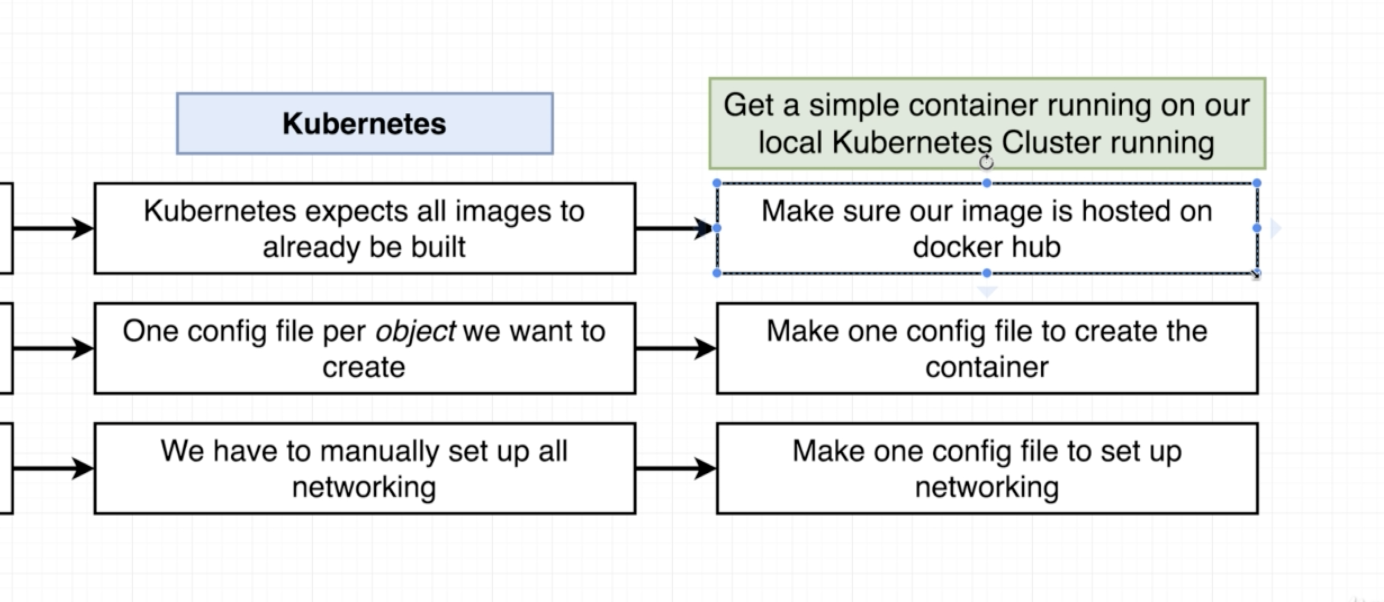 Kubernetes
Get a simple container running on our
local Kubernetes Cluster running
Kubernetes expects all images to
already be built
Make sure our image is hosted on
docker hub
One config file per object we want to
create
Make one config file to create the
container
We have to manually set up all
networking
Make one config file to set up
networking